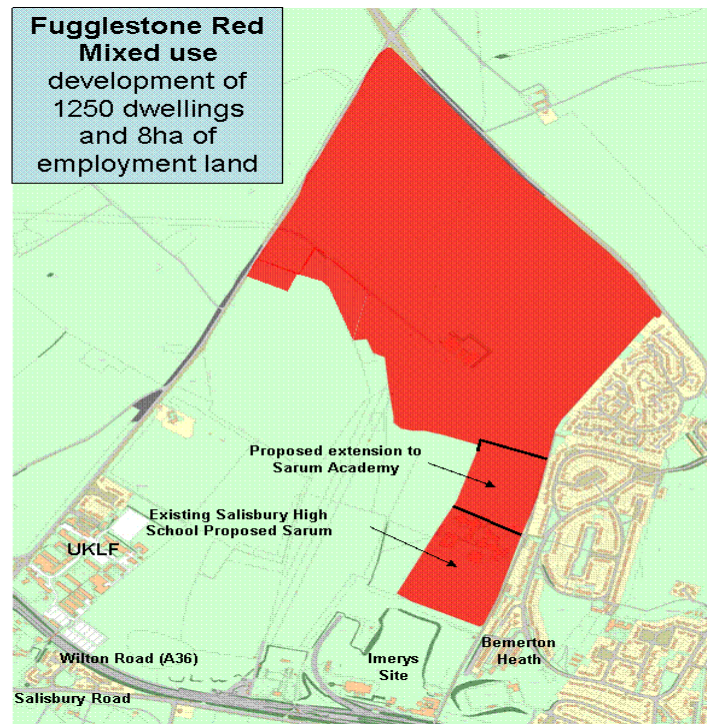 Fugglestone Red
Mixed use
development of
1250 dwellings
and 8ha of
employment land
Proposed extension to
Sarum Academy
Existing Salisbury High
School Proposed Sarum
UKLF
Wilton Road (A36)
Imerys
Site
Bemerton
Heath
Salisbury Road